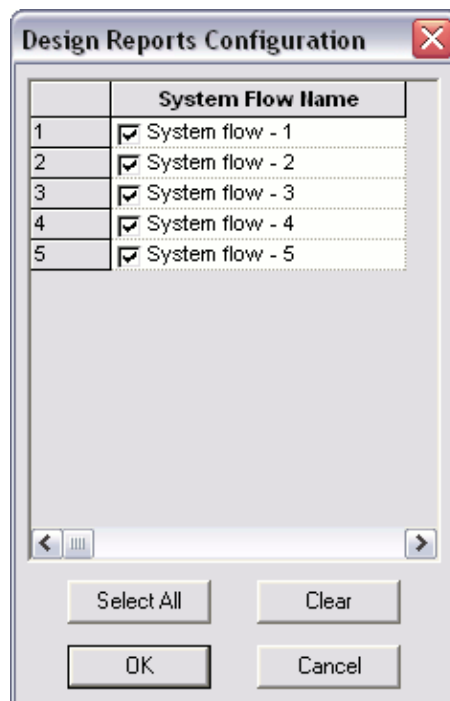 Design Reports Configuration
System Flow Name
1 System flow - 1
2 System flow - 2
3 System flow - 3
4 System flow - 4
5 System flow - 5
Select All Clear
OK Cancel